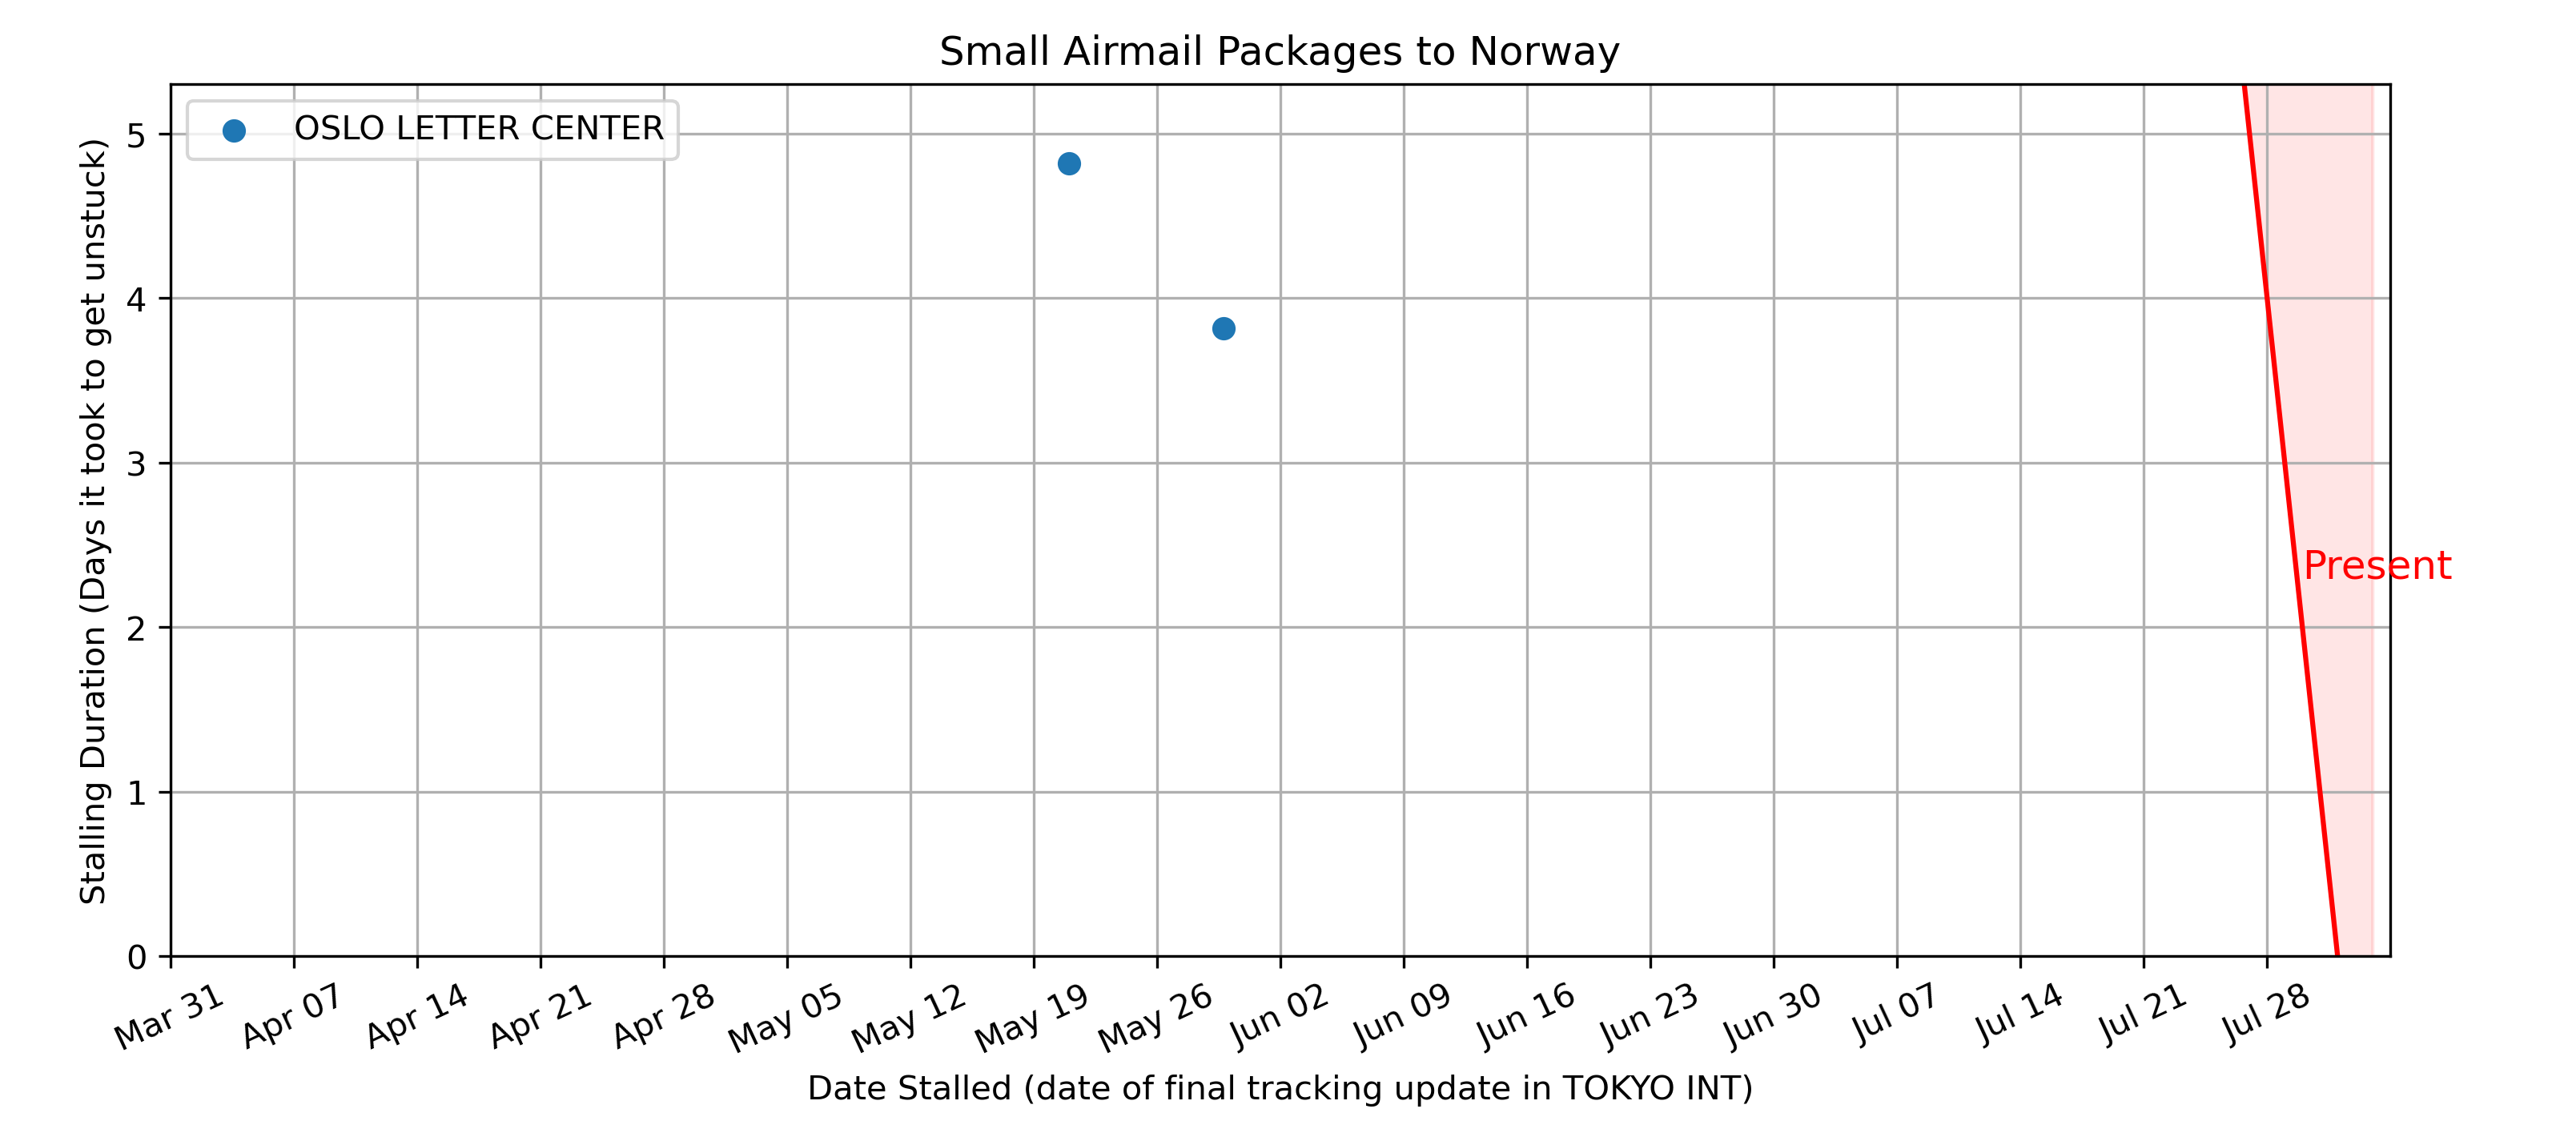 Small Airmail Packages to Norway
OSLO LETTER CENTER
Stalling Duration (Days it took to get unstuck)
5
4
3
2
1
0
Present
Mar 31 Apr 07 Apr 14 Apr 21 Apr 28 May 05 May 12 May 19 May 26 Jun 02 Jun 09 Jun 16 Jun 23 Jun 30 Jul 07 Jul 14 Jul 21 Jul 28
Date Stalled (date of final tracking update in TOKYO INT)